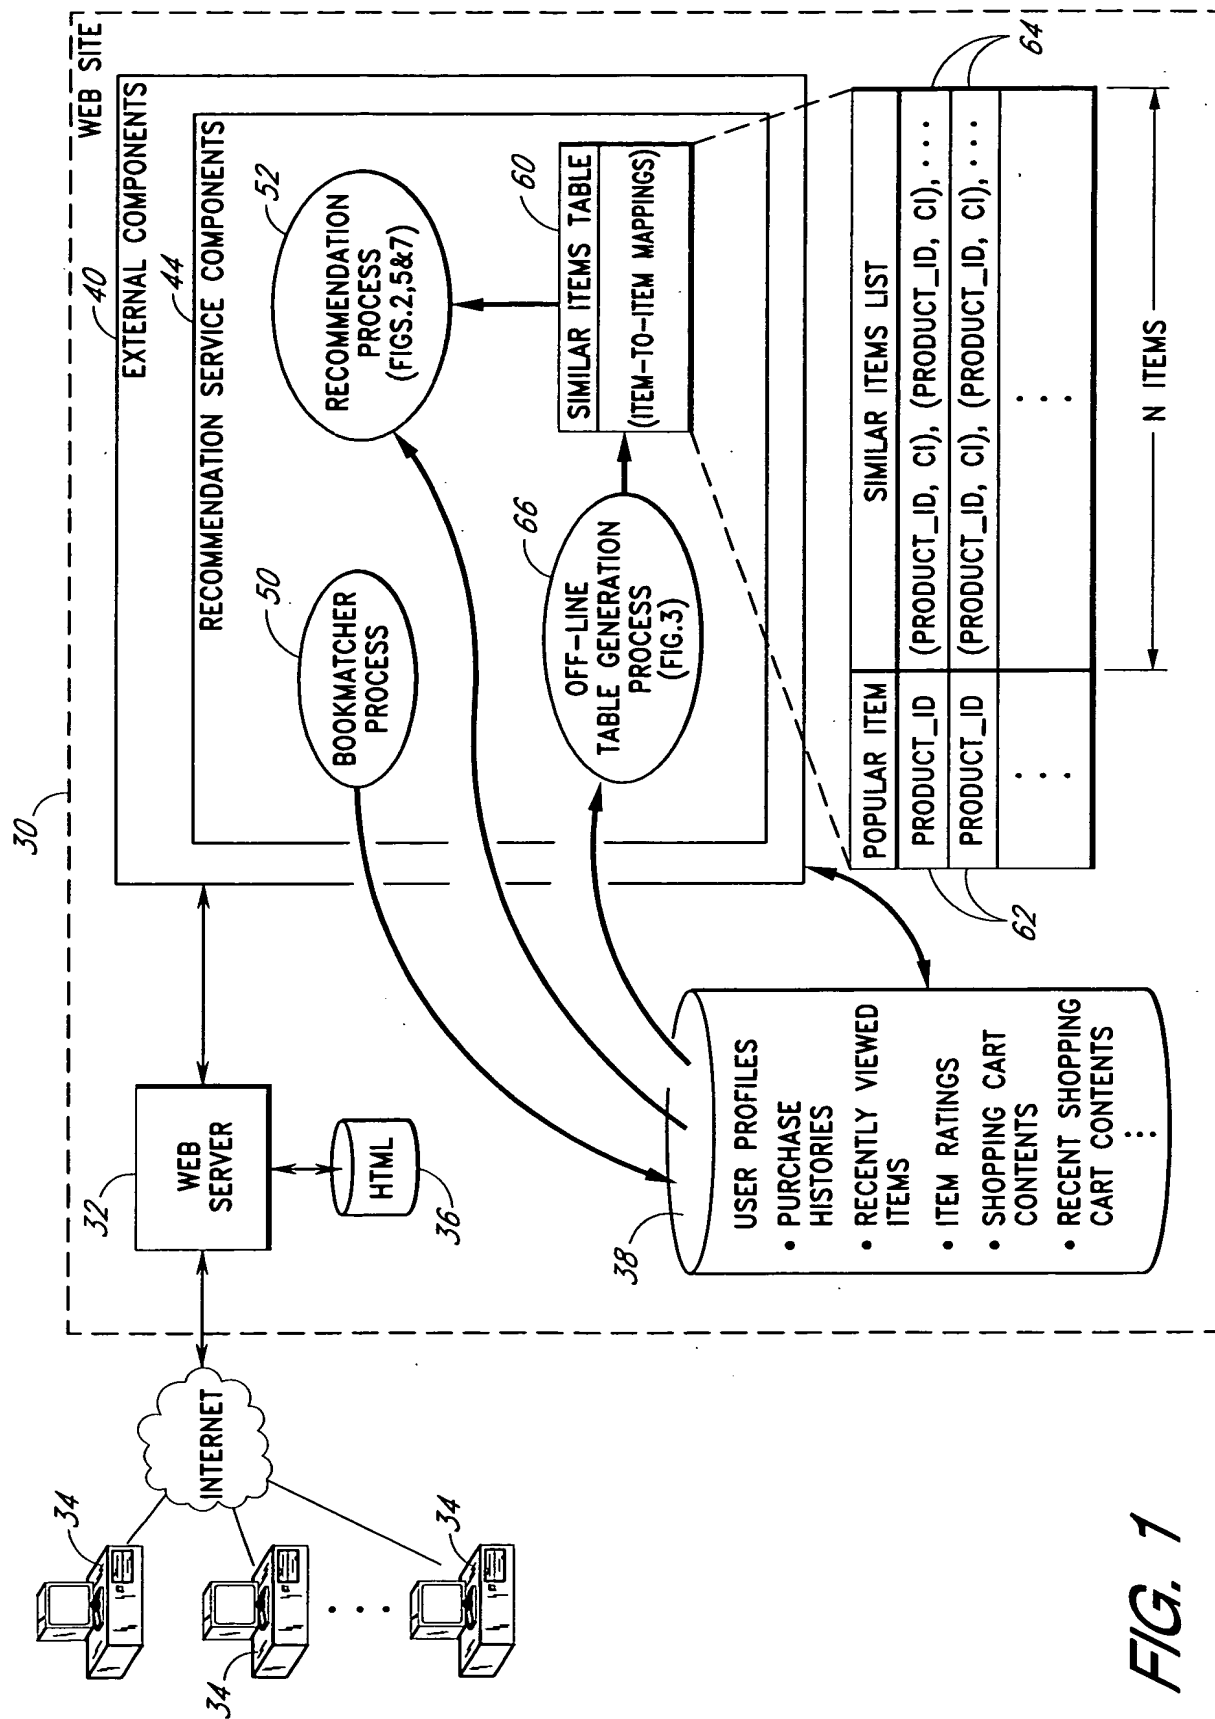 30
WEB SITE
40
EXTERNAL COMPONENTS
44
RECOMMENDATION SERVICE COMPONENTS
50
BOOKMATCHER
PROCESS
52
RECOMMENDATION
PROCESS
(FIGS.2,5&7)
66
OFF-LINE
TABLE GENERATION
PROCESS
(FIG.3)
60
SIMILAR ITEMS TABLE
(ITEM-TO-ITEM MAPPINGS)
34
34
34
INTERNET
32
WEB
SERVER
HTML
36
38
USER PROFILES
• PURCHASE
HISTORIES
• RECENTLY VIEWED
ITEMS
• ITEM RATINGS
• SHOPPING CART
CONTENTS
• RECENT SHOPPING
CART CONTENTS
POPULAR ITEM
SIMILAR ITEMS LIST
PRODUCT_ID
(PRODUCT_ID, CI), (PRODUCT_ID, CI), . . .
PRODUCT_ID
(PRODUCT_ID, CI), (PRODUCT_ID, CI), . . .
. . .
. . .
62
64
N ITEMS
FIG. 1